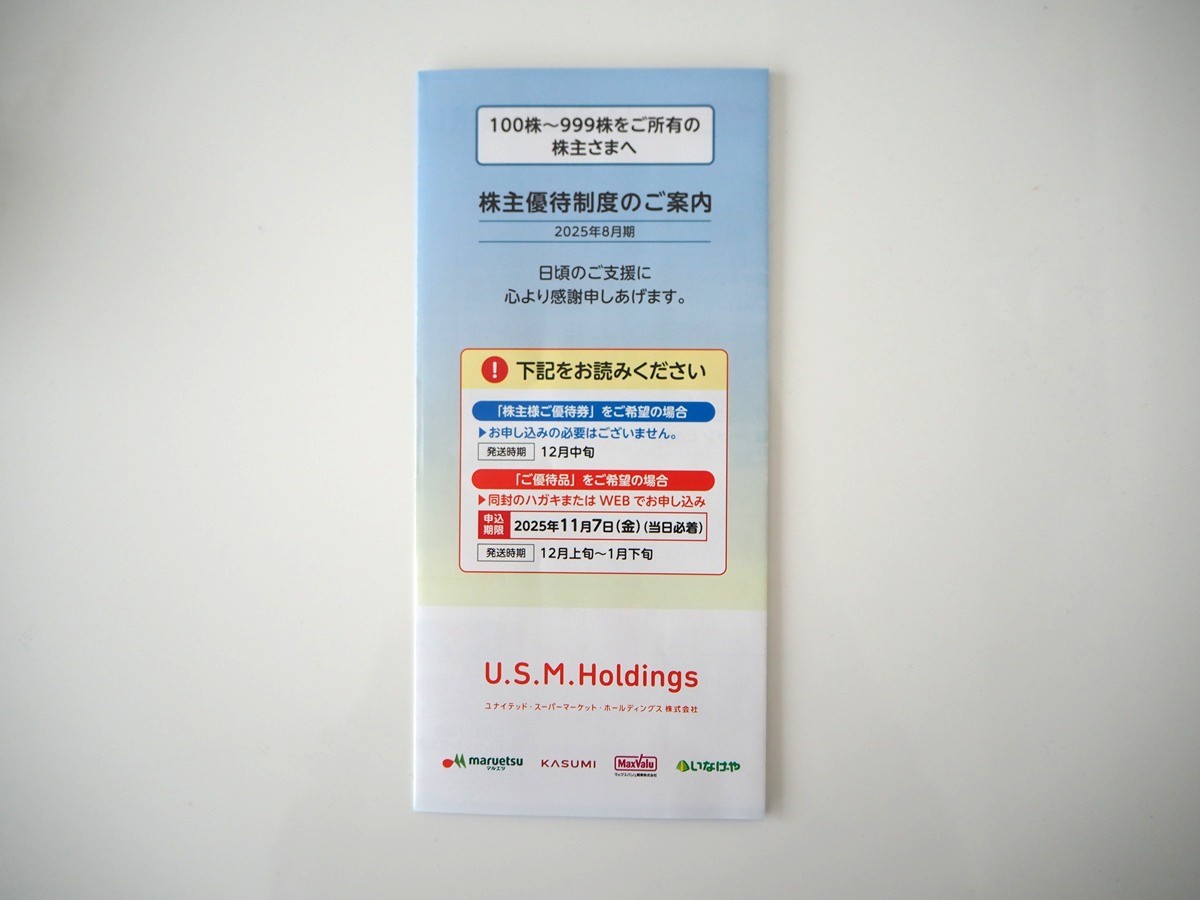 100株～999株をご所有の
株主さまへ
株主優待制度のご案内
2025年8月期
日頃のご支援に
心より感謝申しあげます。
! 下記をお読みください
「株主様ご優待券」をご希望の場合
▶お申し込みの必要はございません。
発送時期 12月中旬
「ご優待品」をご希望の場合
▶同封のハガキまたはWEBでお申し込み
申込期限 2025年11月7日(金)(当日必着)
発送時期 12月上旬～1月下旬
U.S.M.Holdings
ユナイテッド・スーパーマーケット・ホールディングス株式会社
maruetsu マルエツ KASUMI MaxValu いなげや